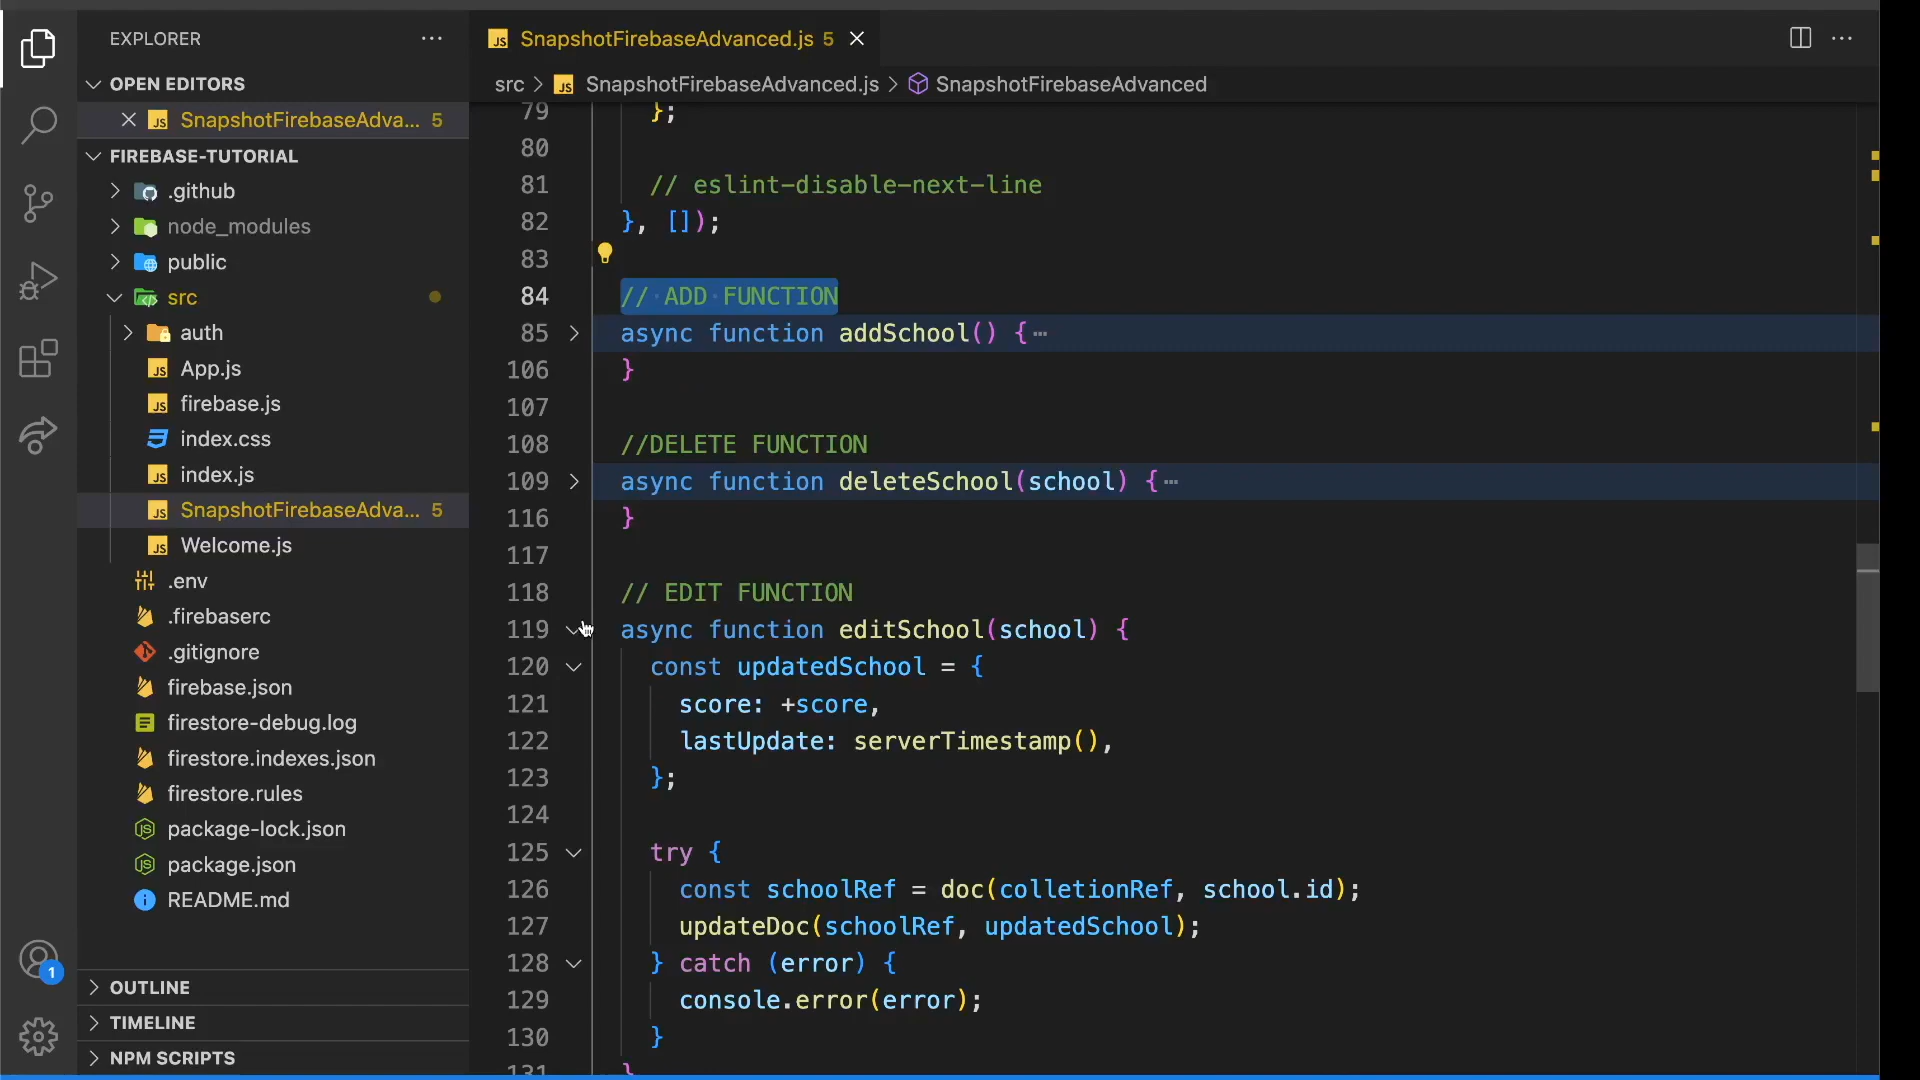 EXPLORER
OPEN EDITORS
SnapshotFirebaseAdva... 5
FIREBASE-TUTORIAL
.github
node_modules
public
src
auth
App.js
firebase.js
index.css
index.js
SnapshotFirebaseAdva... 5
Welcome.js
.env
.firebaserc
.gitignore
firebase.json
firestore-debug.log
firestore.indexes.json
firestore.rules
package-lock.json
package.json
README.md
OUTLINE
TIMELINE
NPM SCRIPTS
1
JS SnapshotFirebaseAdvanced.js 5
src > JS SnapshotFirebaseAdvanced.js > SnapshotFirebaseAdvanced
79 };
80
81 // eslint-disable-next-line
82 }, []);
83
84 // ADD FUNCTION
85 async function addSchool() {…
106 }
107
108 //DELETE FUNCTION
109 async function deleteSchool(school) {…
116 }
117
118 // EDIT FUNCTION
119 async function editSchool(school) {
120 const updatedSchool = {
121 score: +score,
122 lastUpdate: serverTimestamp(),
123 };
124
125 try {
126 const schoolRef = doc(colletionRef, school.id);
127 updateDoc(schoolRef, updatedSchool);
128 } catch (error) {
129 console.error(error);
130 }
131 }